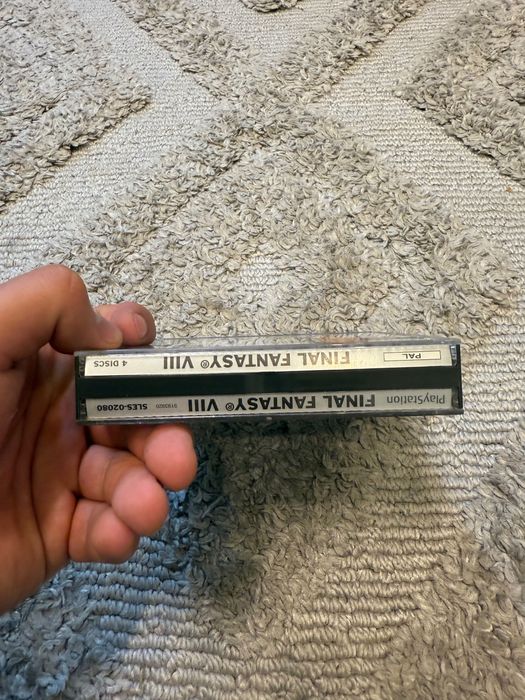 PlayStation FINAL FANTASY® VIII SLES-02080
PAL FINAL FANTASY® VIII 4 DISCS